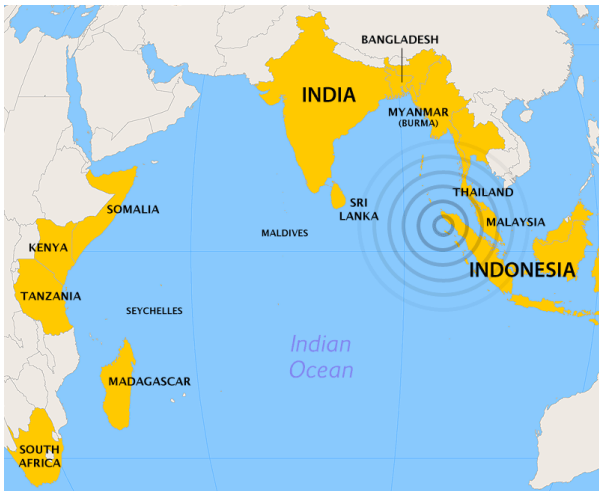 BANGLADESH
INDIA
MYANMAR
(BURMA)
THAILAND
SRI
LANKA
SOMALIA
MALAYSIA
MALDIVES
KENYA
INDONESIA
TANZANIA
SEYCHELLES
Indian
Ocean
MADAGASCAR
SOUTH
AFRICA